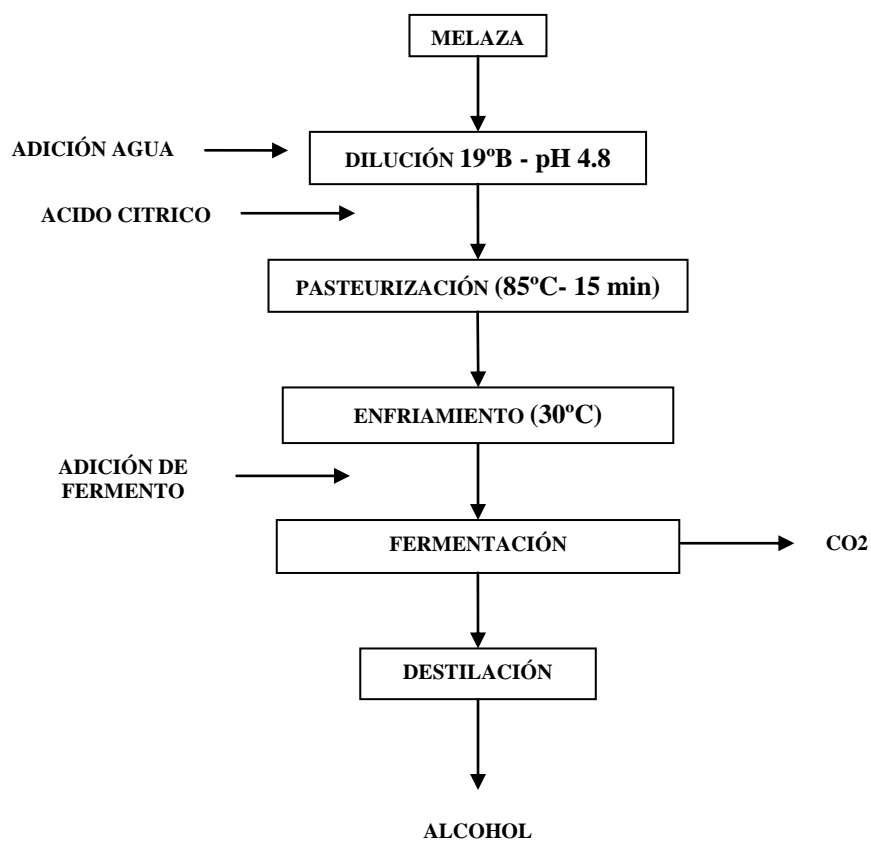 MELAZA
ADICIÓN AGUA
DILUCIÓN 19ºB - pH 4.8
ACIDO CITRICO
PASTEURIZACIÓN (85ºC- 15 min)
ENFRIAMIENTO (30ºC)
ADICIÓN DE
FERMENTO
FERMENTACIÓN
CO2
DESTILACIÓN
ALCOHOL